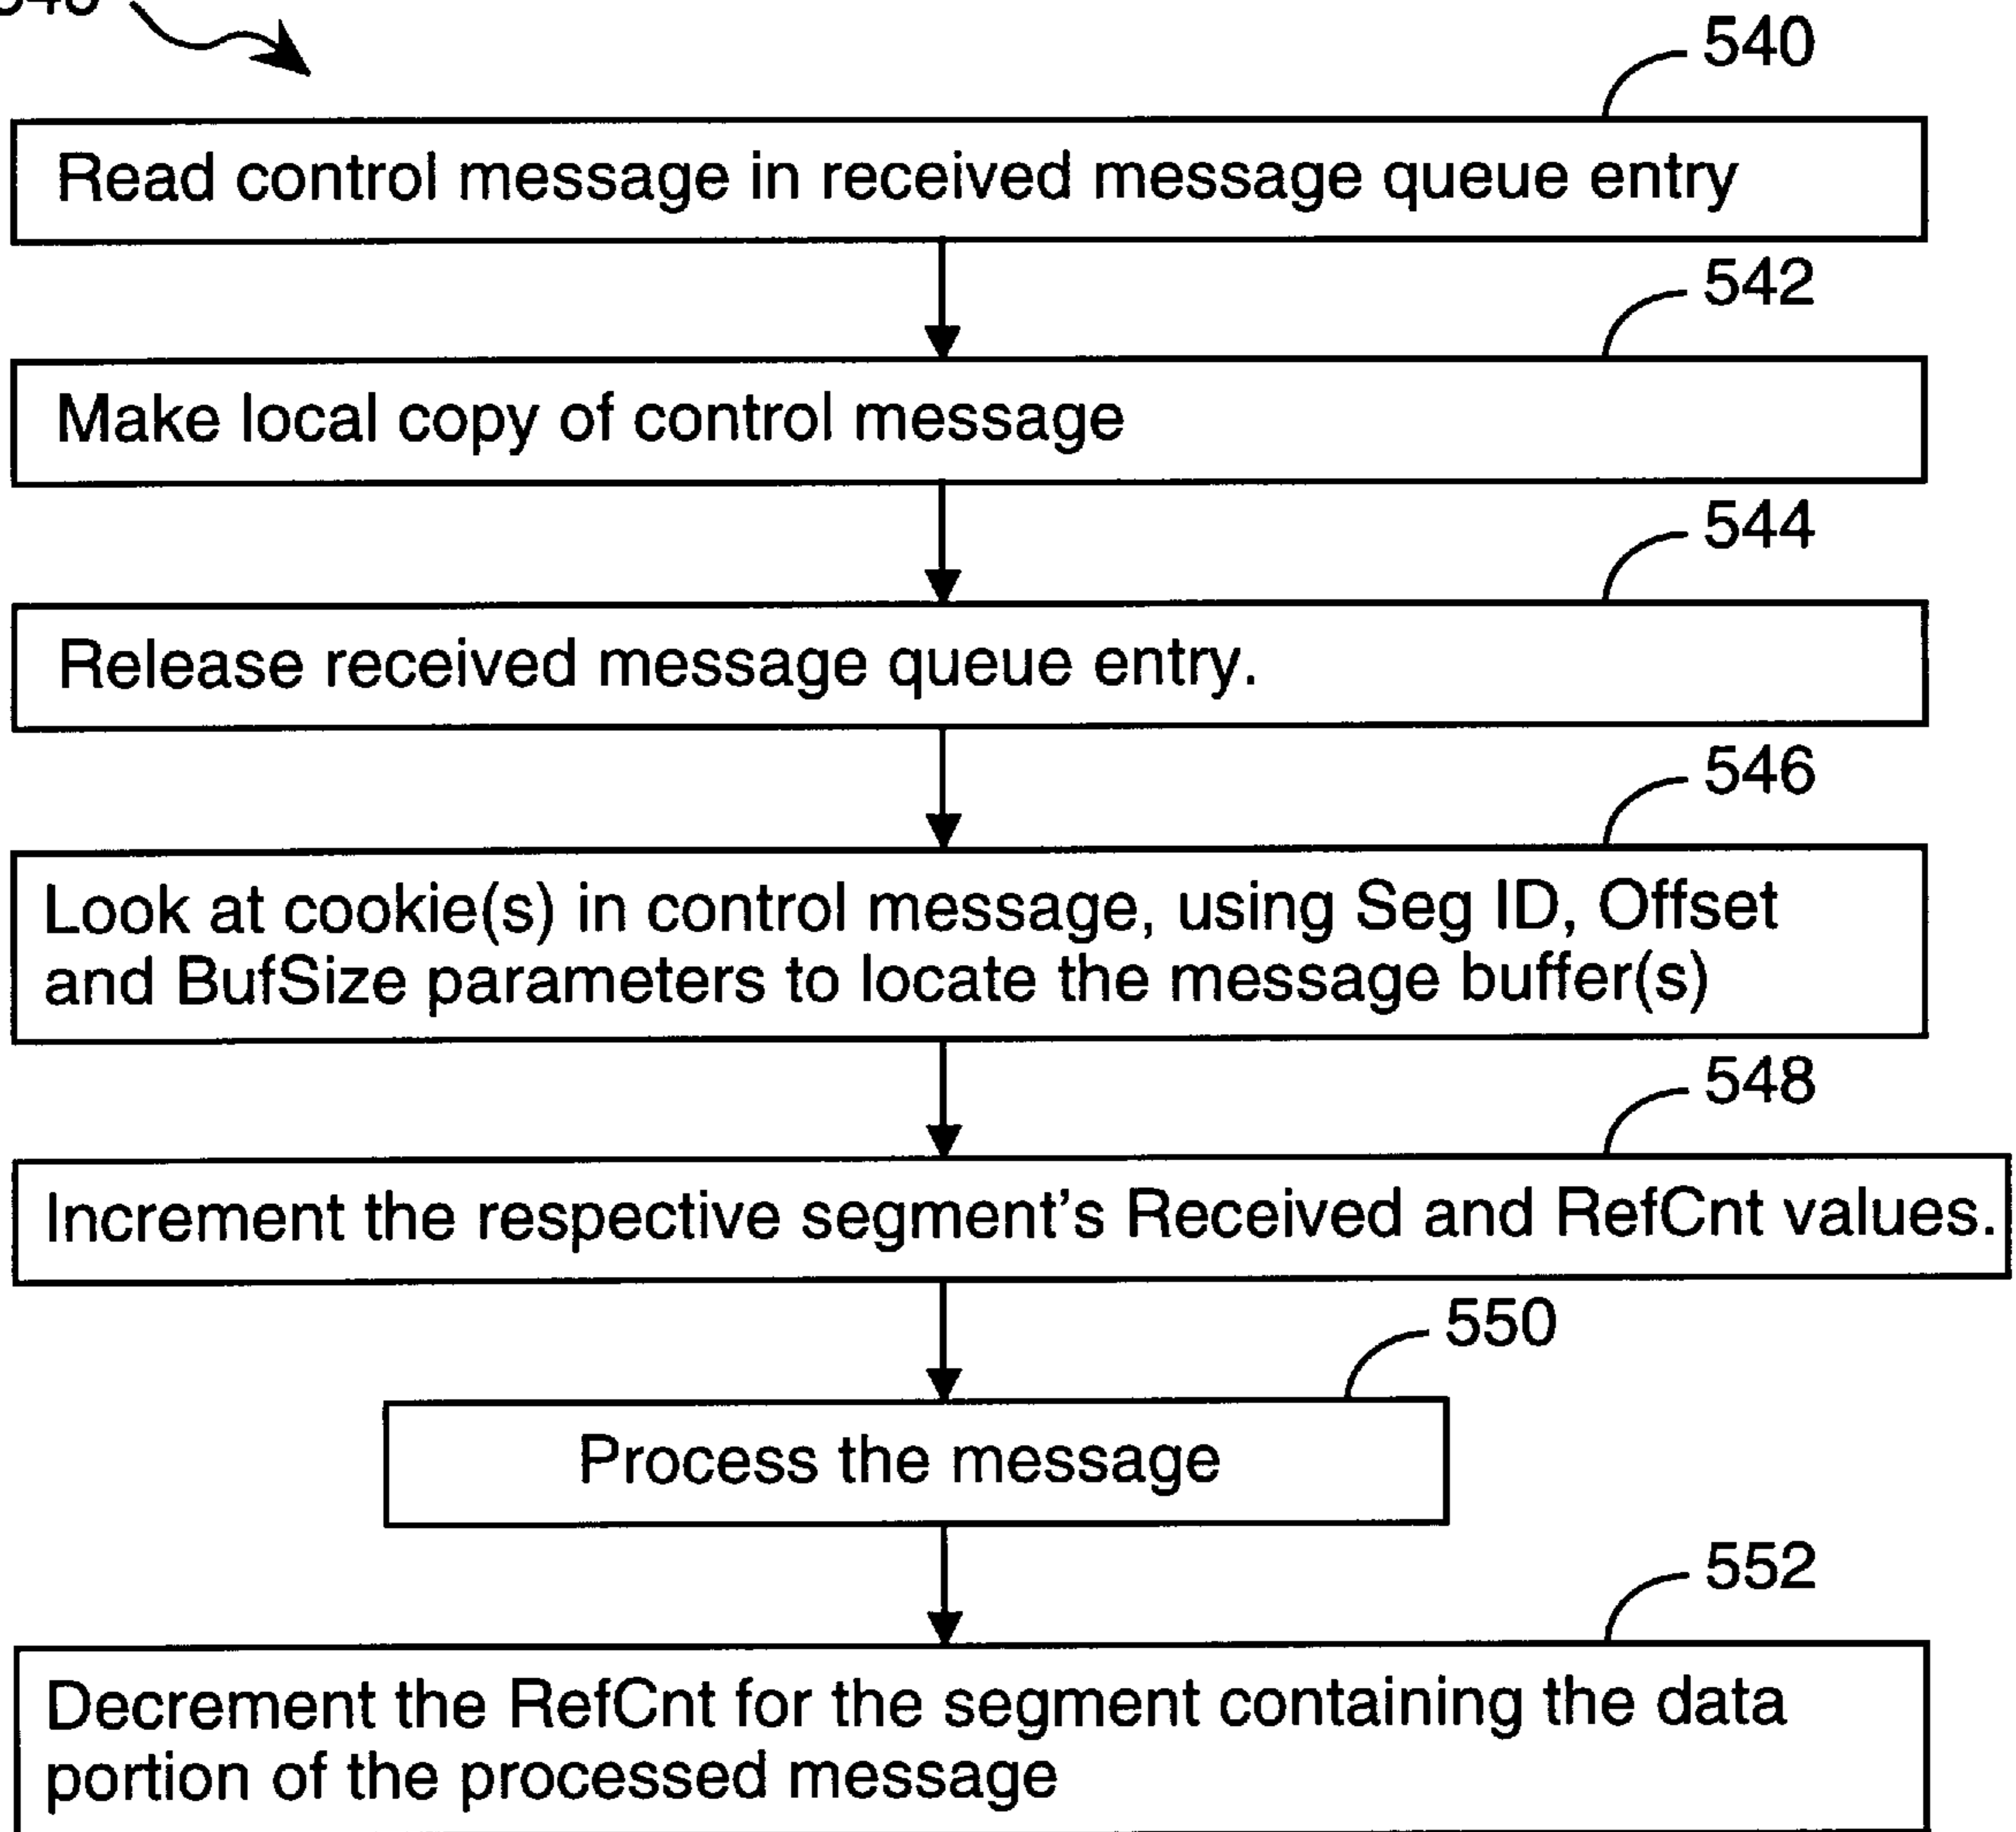 540
Read control message in received message queue entry
542
Make local copy of control message
544
Release received message queue entry.
546
Look at cookie(s) in control message, using Seg ID, Offset
and BufSize parameters to locate the message buffer(s)
548
Increment the respective segment's Received and RefCnt values.
550
Process the message
552
Decrement the RefCnt for the segment containing the data
portion of the processed message